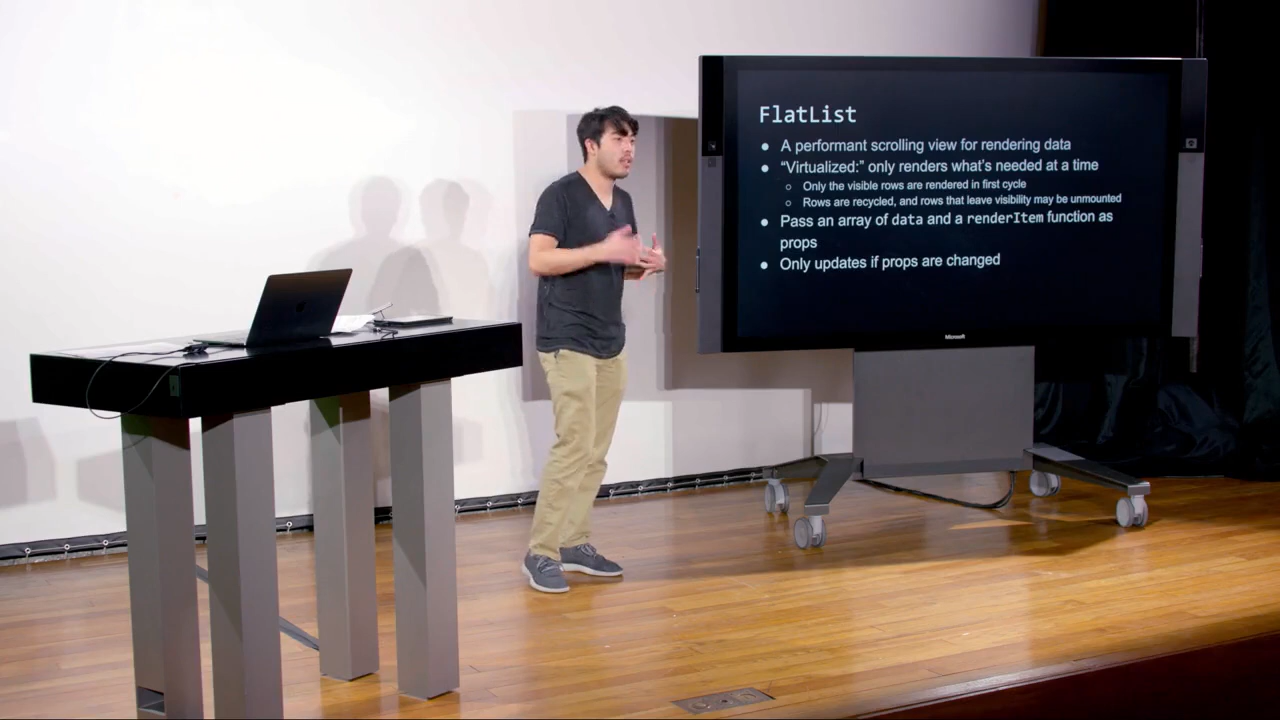 FlatList
● A performant scrolling view for rendering data
● “Virtualized:” only renders what’s needed at a time
○ Only the visible rows are rendered in first cycle
○ Rows are recycled, and rows that leave visibility may be unmounted
● Pass an array of data and a renderItem function as
props
● Only updates if props are changed
Microsoft